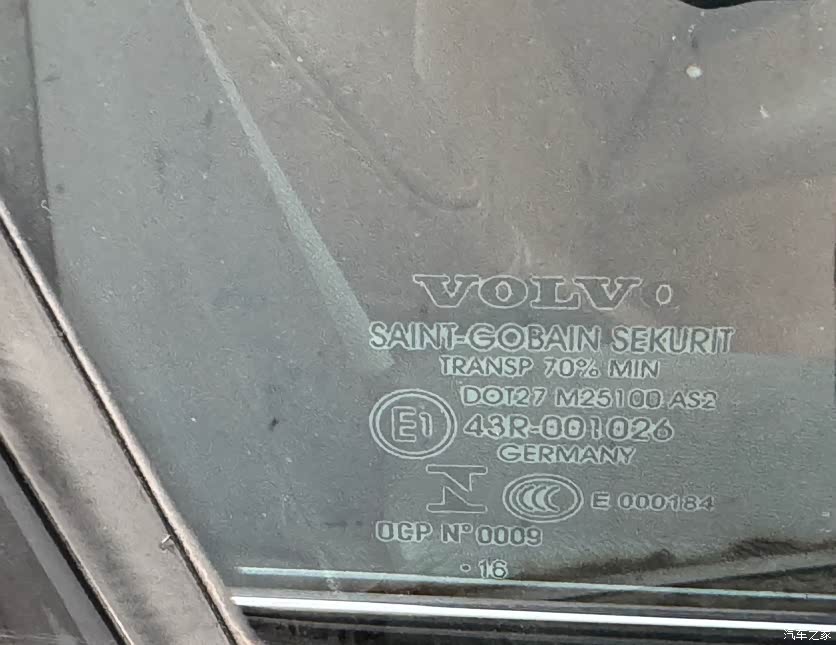 VOLVO
SAINT-GOBAIN SEKURIT
TRANSP 70% MIN
DOT27 M25100 AS2
E1 43R-001026
GERMANY
N CCC E 000184
OCP Nº 0009
· 16
汽车之家